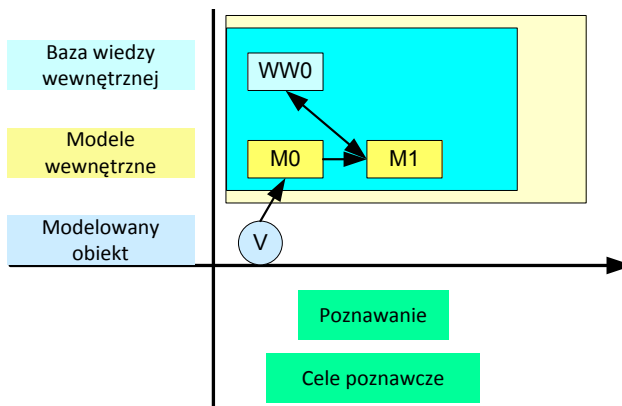 Baza wiedzy
wewnętrznej
WW0
Modele
wewnętrzne
M0
M1
Modelowany
obiekt
V
Poznawanie
Cele poznawcze